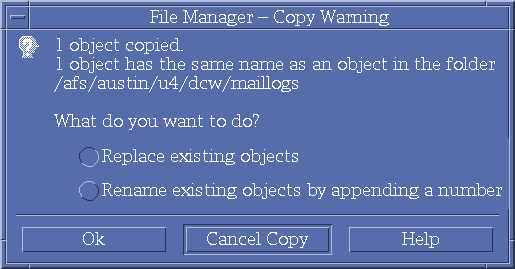 File Manager – Copy Warning
1 object copied.
1 object has the same name as an object in the folder
/afs/austin/u4/dcw/maillogs
What do you want to do?
Replace existing objects
Rename existing objects by appending a number
Ok
Cancel Copy
Help